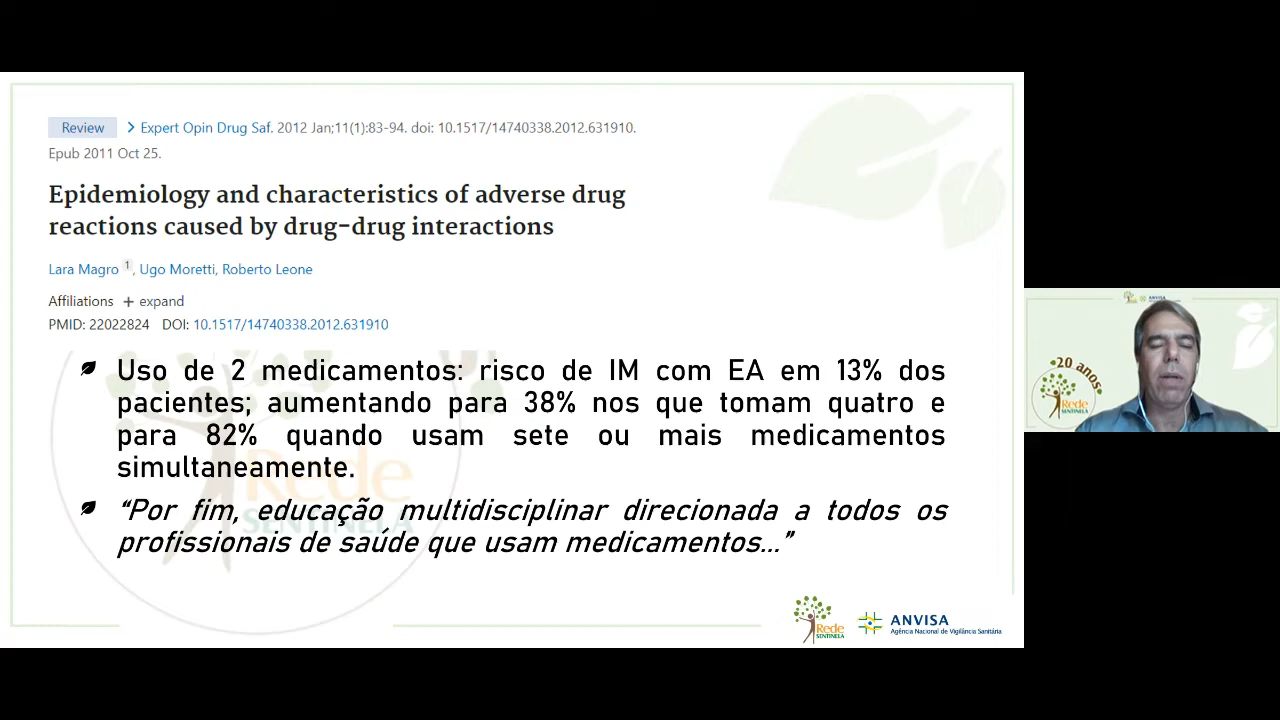 Review > Expert Opin Drug Saf. 2012 Jan;11(1):83-94. doi: 10.1517/14740338.2012.631910.
Epub 2011 Oct 25.
Epidemiology and characteristics of adverse drug
reactions caused by drug-drug interactions
Lara Magro 1, Ugo Moretti, Roberto Leone
Affiliations + expand
PMID: 22022824 DOI: 10.1517/14740338.2012.631910
Uso de 2 medicamentos: risco de IM com EA em 13% dos
pacientes; aumentando para 38% nos que tomam quatro e
para 82% quando usam sete ou mais medicamentos
simultaneamente.
“Por fim, educação multidisciplinar direcionada a todos os
profissionais de saúde que usam medicamentos...”
Rede
SENTINELA
Rede
SENTINELA
ANVISA
Agência Nacional de Vigilância Sanitária
ANVISA
20 anos
Rede
SENTINELA